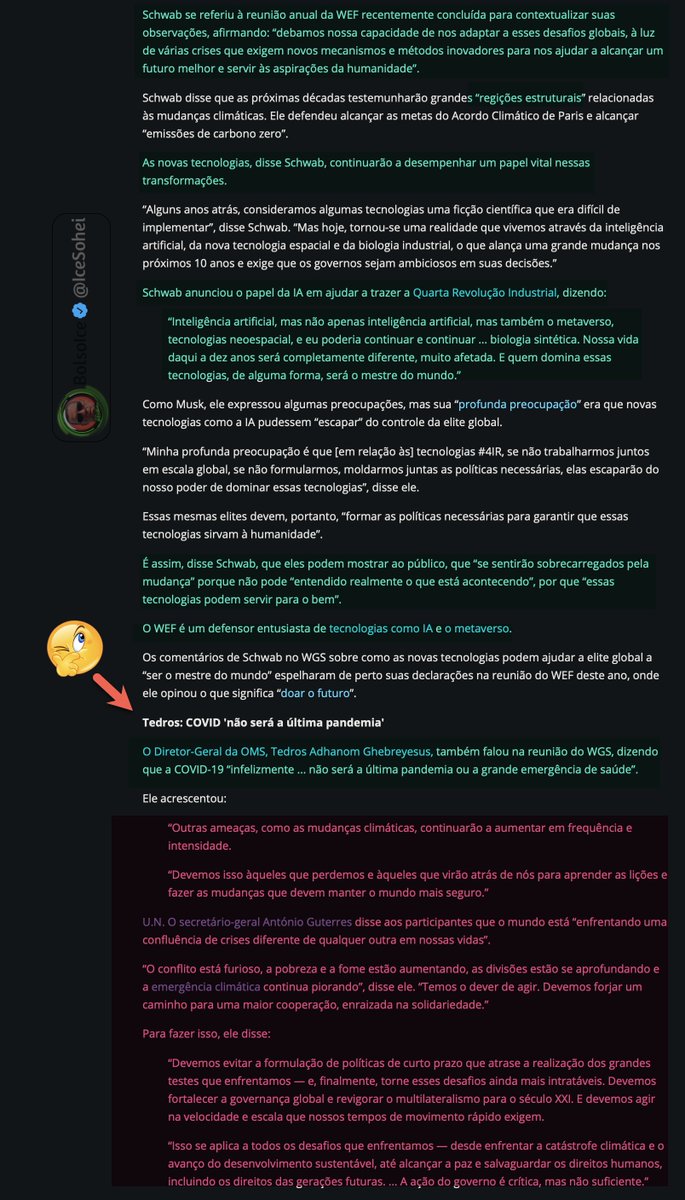 Schwab se referiu à reunião anual da WEF recentemente concluída para contextualizar suas
observações, afirmando: “debamos nossa capacidade de nos adaptar a esses desafios globais, à luz
de várias crises que exigem novos mecanismos e métodos inovadores para nos ajudar a alcançar um
futuro melhor e servir às aspirações da humanidade”.
Schwab disse que as próximas décadas testemunharão grandes “regições estruturais” relacionadas
às mudanças climáticas. Ele defendeu alcançar as metas do Acordo Climático de Paris e alcançar
“emissões de carbono zero”.
As novas tecnologias, disse Schwab, continuarão a desempenhar um papel vital nessas
transformações.
“Alguns anos atrás, consideramos algumas tecnologias uma ficção científica que era difícil de
implementar”, disse Schwab. “Mas hoje, tornou-se uma realidade que vivemos através da inteligência
artificial, da nova tecnologia espacial e da biologia industrial, o que alança uma grande mudança nos
próximos 10 anos e exige que os governos sejam ambiciosos em suas decisões.”
Schwab anunciou o papel da IA em ajudar a trazer a Quarta Revolução Industrial, dizendo:
“Inteligência artificial, mas não apenas inteligência artificial, mas também o metaverso,
tecnologias neoespacial, e eu poderia continuar e continuar ... biologia sintética. Nossa vida
daqui a dez anos será completamente diferente, muito afetada. E quem domina essas
tecnologias, de alguma forma, será o mestre do mundo.”
Como Musk, ele expressou algumas preocupações, mas sua “profunda preocupação” era que novas
tecnologias como a IA pudessem “escapar” do controle da elite global.
“Minha profunda preocupação é que [em relação às] tecnologias #4IR, se não trabalharmos juntos
em escala global, se não formularmos, moldarmos juntas as políticas necessárias, elas escaparão do
nosso poder de dominar essas tecnologias”, disse ele.
Essas mesmas elites devem, portanto, “formar as políticas necessárias para garantir que essas
tecnologias sirvam à humanidade”.
É assim, disse Schwab, que eles podem mostrar ao público, que “se sentirão sobrecarregados pela
mudança” porque não pode “entendido realmente o que está acontecendo”, por que “essas
tecnologias podem servir para o bem”.
O WEF é um defensor entusiasta de tecnologias como IA e o metaverso.
Os comentários de Schwab no WGS sobre como as novas tecnologias podem ajudar a elite global a
“ser o mestre do mundo” espelharam de perto suas declarações na reunião do WEF deste ano, onde
ele opinou o que significa “doar o futuro”.
Tedros: COVID 'não será a última pandemia'
O Diretor-Geral da OMS, Tedros Adhanom Ghebreyesus, também falou na reunião do WGS, dizendo
que a COVID-19 “infelizmente ... não será a última pandemia ou a grande emergência de saúde”.
Ele acrescentou:
“Outras ameaças, como as mudanças climáticas, continuarão a aumentar em frequência e
intensidade.
“Devemos isso àqueles que perdemos e àqueles que virão atrás de nós para aprender as lições e
fazer as mudanças que devem manter o mundo mais seguro.”
U.N. O secretário-geral António Guterres disse aos participantes que o mundo está “enfrentando uma
confluência de crises diferente de qualquer outra em nossas vidas”.
“O conflito está furioso, a pobreza e a fome estão aumentando, as divisões estão se aprofundando e
a emergência climática continua piorando”, disse ele. “Temos o dever de agir. Devemos forjar um
caminho para uma maior cooperação, enraizada na solidariedade.”
Para fazer isso, ele disse:
“Devemos evitar a formulação de políticas de curto prazo que atrase a realização dos grandes
testes que enfrentamos — e, finalmente, torne esses desafios ainda mais intratáveis. Devemos
fortalecer a governança global e revigorar o multilateralismo para o século XXI. E devemos agir
na velocidade e escala que nossos tempos de movimento rápido exigem.
“Isso se aplica a todos os desafios que enfrentamos — desde enfrentar a catástrofe climática e o
avanço do desenvolvimento sustentável, até alcançar a paz e salvaguardar os direitos humanos,
incluindo os direitos das gerações futuras. ... A ação do governo é crítica, mas não suficiente.”
BolsoIce @IceSohei